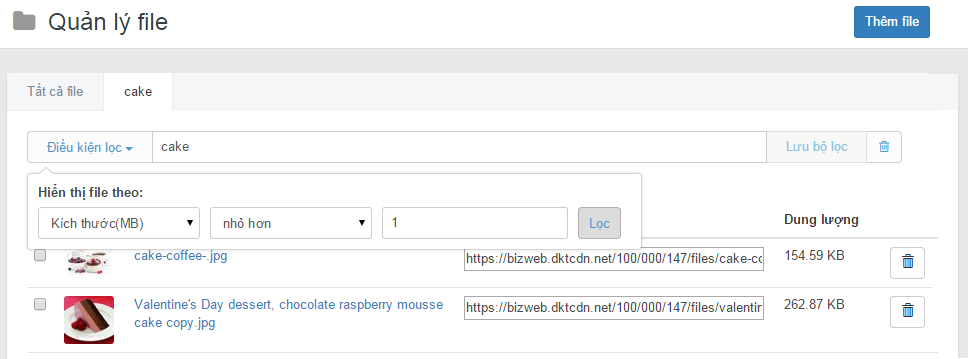 Quản lý file
Thêm file
Tất cả file
cake
Điều kiện lọc
cake
Lưu bộ lọc
Hiển thị file theo:
Kích thước(MB)
nhỏ hơn
1
Lọc
Dung lượng
cake-coffee-.jpg
https://bizweb.dktcdn.net/100/000/147/files/cake-co
154.59 KB
Valentine's Day dessert, chocolate raspberry mousse
cake copy.jpg
https://bizweb.dktcdn.net/100/000/147/files/valentin
262.87 KB